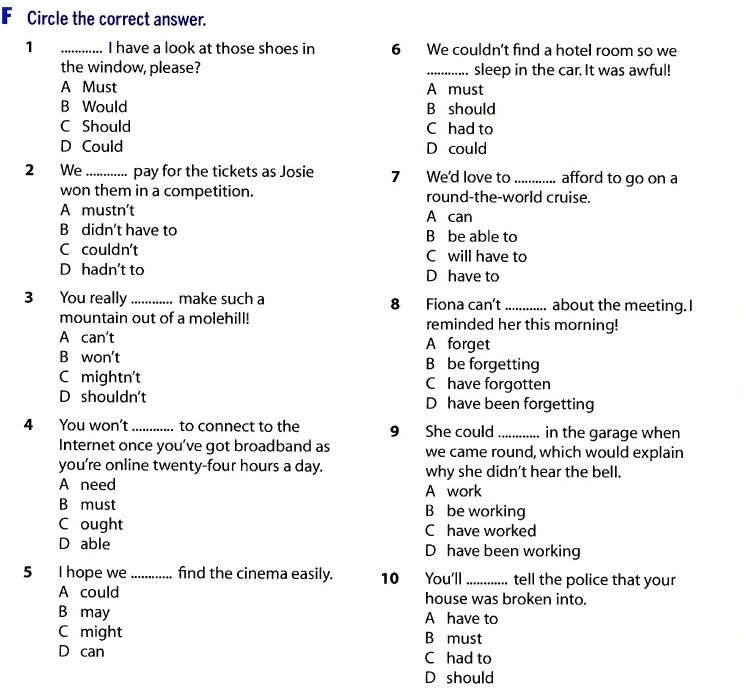 F Circle the correct answer.
1 ............ I have a look at those shoes in
the window, please?
A Must
B Would
C Should
D Could
2 We ............ pay for the tickets as Josie
won them in a competition.
A mustn't
B didn't have to
C couldn't
D hadn't to
3 You really ............ make such a
mountain out of a molehill!
A can't
B won't
C mightn't
D shouldn't
4 You won't ............ to connect to the
Internet once you've got broadband as
you're online twenty-four hours a day.
A need
B must
C ought
D able
5 I hope we ............ find the cinema easily.
A could
B may
C might
D can
6 We couldn't find a hotel room so we
............ sleep in the car. It was awful!
A must
B should
C had to
D could
7 We'd love to ............ afford to go on a
round-the-world cruise.
A can
B be able to
C will have to
D have to
8 Fiona can't ............ about the meeting. I
reminded her this morning!
A forget
B be forgetting
C have forgotten
D have been forgetting
9 She could ............ in the garage when
we came round, which would explain
why she didn't hear the bell.
A work
B be working
C have worked
D have been working
10 You'll ............ tell the police that your
house was broken into.
A have to
B must
C had to
D should